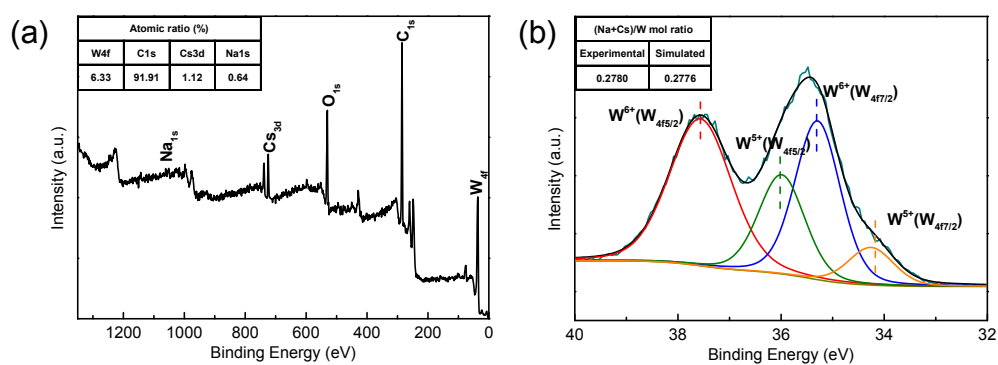 (a)
Atomic ratio (%)
W4f C1s Cs3d Na1s
6.33 91.91 1.12 0.64
C1s
O1s
Cs3d
Na1s
W4f
Intensity (a.u.)
1200 1000 800 600 400 200 0
Binding Energy (eV)
(b)
(Na+Cs)/W mol ratio
Experimental Simulated
0.2780 0.2776
W6+(W4f5/2)
W6+(W4f7/2)
W5+(W4f5/2)
W5+(W4f7/2)
Intensity (a.u.)
40 38 36 34 32
Binding Energy (eV)